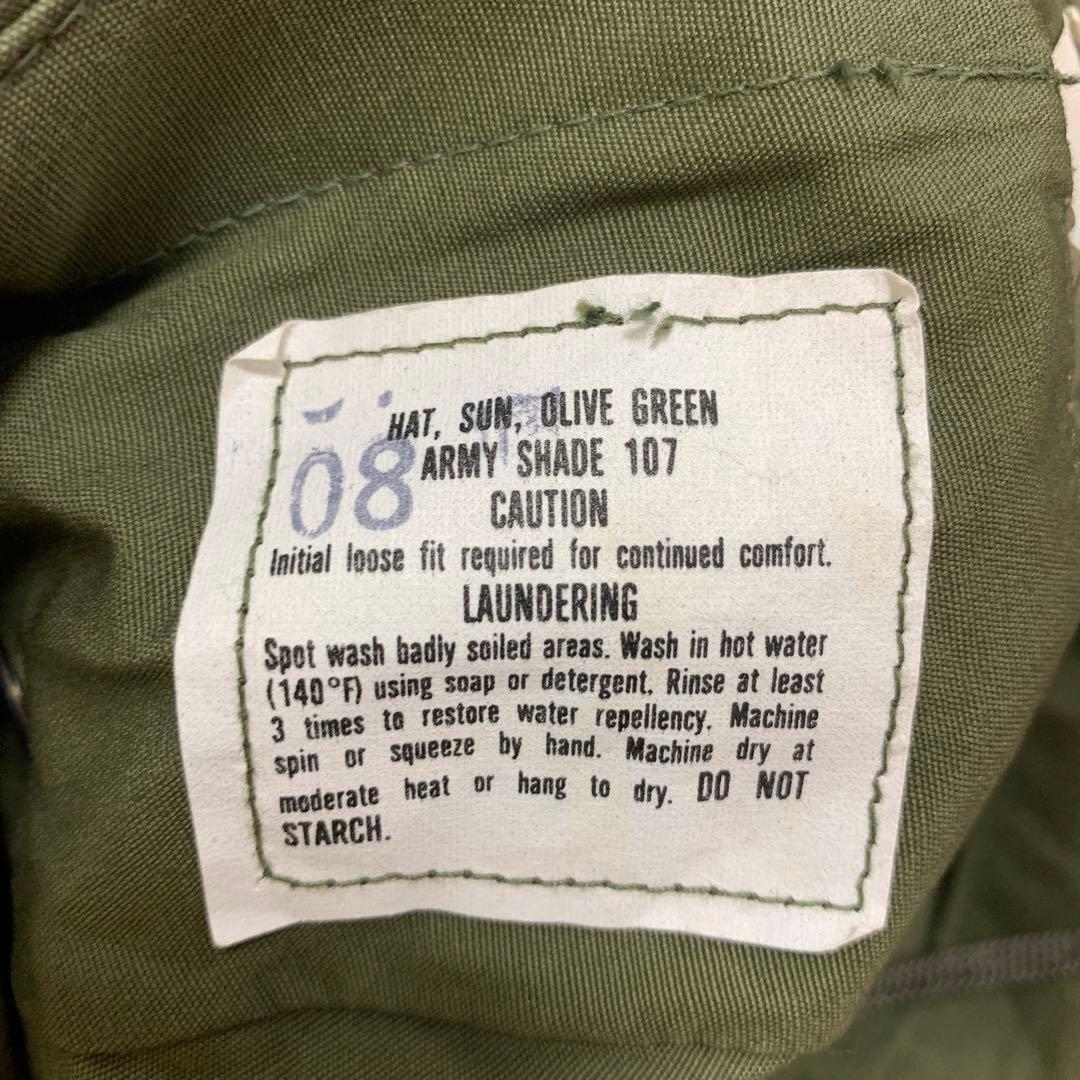 HAT, SUN, OLIVE GREEN
08 ARMY SHADE 107
CAUTION
Initial loose fit required for continued comfort.
LAUNDERING
Spot wash badly soiled areas. Wash in hot water
(140°F) using soap or detergent. Rinse at least
3 times to restore water repellency. Machine
spin or squeeze by hand. Machine dry at
moderate heat or hang to dry. DO NOT
STARCH.